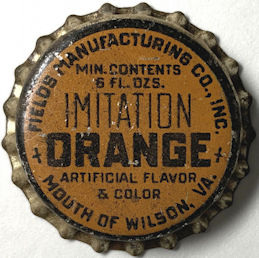 FIELDS MANUFACTURING CO., INC.
MIN. CONTENTS
6 FL. OZS.
IMITATION
ORANGE
ARTIFICIAL FLAVOR
& COLOR
MOUTH OF WILSON, VA.